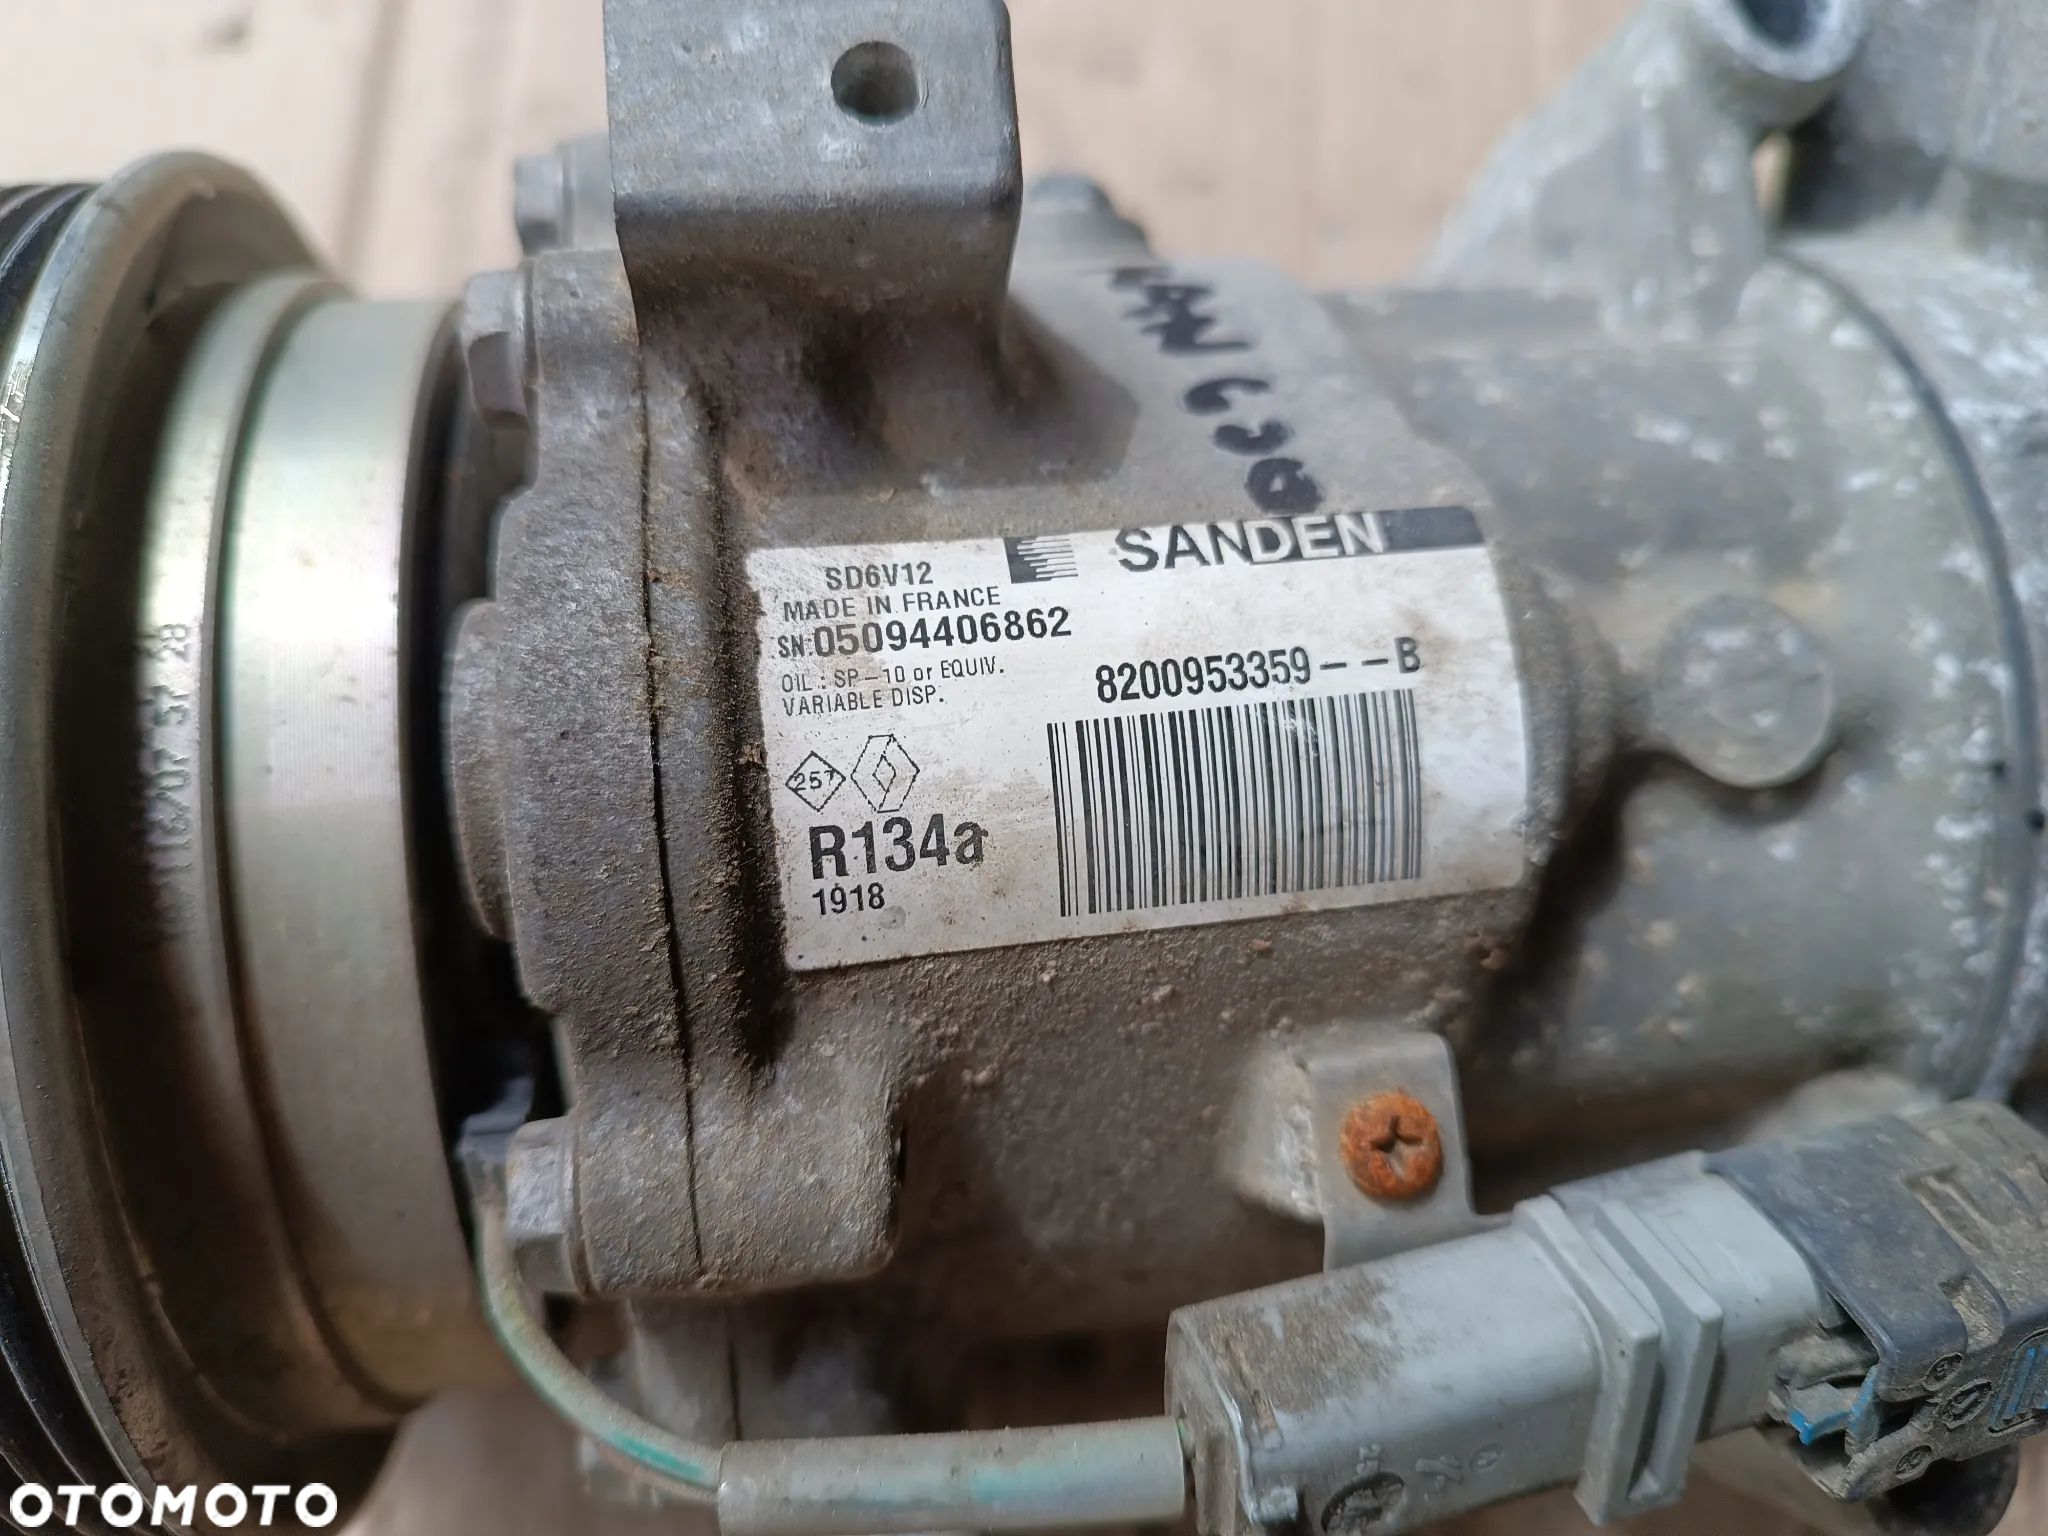 SANDEN
SD6V12
MADE IN FRANCE
SN:05094406862
OIL : SP-10 or EQUIV.
VARIABLE DISP.
8200953359--B
257
R134a
1918
OTOMOTO